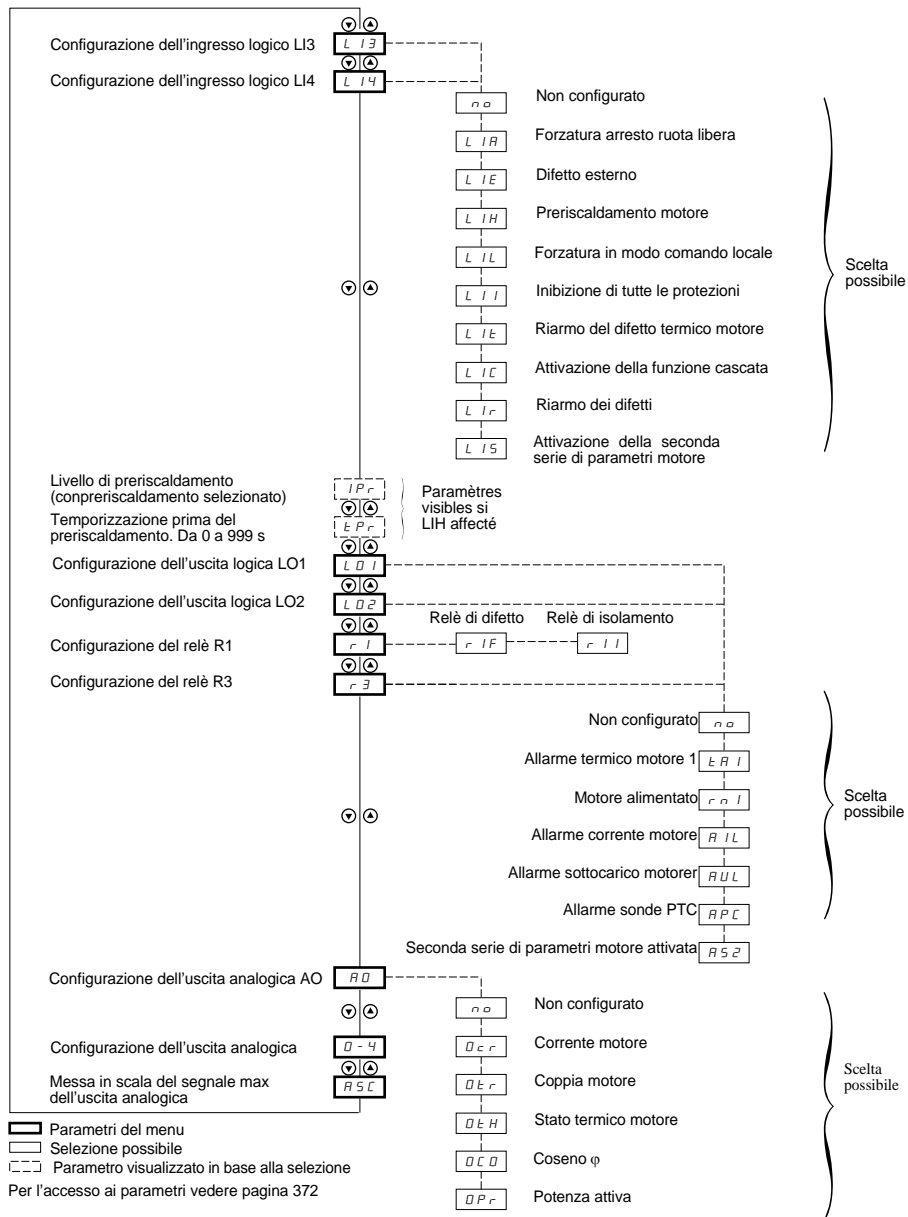 Configurazione dell'ingresso logico LI3
LI3
Configurazione dell'ingresso logico LI4
LI4
no
Non configurato
LIA
Forzatura arresto ruota libera
LIE
Difetto esterno
LIH
Preriscaldamento motore
LIL
Forzatura in modo comando locale
LII
Inibizione di tutte le protezioni
LIt
Riarmo del difetto termico motore
LIC
Attivazione della funzione cascata
LIr
Riarmo dei difetti
LIS
Attivazione della seconda
serie di parametri motore
Scelta
possibile
Livello di preriscaldamento
(conpreriscaldamento selezionato)
IPr
Temporizzazione prima del
preriscaldamento. Da 0 a 999 s
tPr
Paramètres
visibles si
LIH affecté
Configurazione dell'uscita logica LO1
LO1
Configurazione dell'uscita logica LO2
LO2
Configurazione del relè R1
r1
Relè di difetto
r1F
Relè di isolamento
r1I
Configurazione del relè R3
r3
Non configurato
no
Allarme termico motore 1
tA1
Motore alimentato
rn1
Allarme corrente motore
AIL
Allarme sottocarico motorer
AUL
Allarme sonde PTC
APC
Seconda serie di parametri motore attivata
AS2
Scelta
possibile
Configurazione dell'uscita analogica AO
AO
no
Non configurato
Ocr
Corrente motore
Otr
Coppia motore
OtH
Stato termico motore
OCO
Coseno φ
OPr
Potenza attiva
Scelta
possibile
Configurazione dell'uscita analogica
0-4
Messa in scala del segnale max
dell'uscita analogica
ASC
Parametri del menu
Selezione possibile
Parametro visualizzato in base alla selezione
Per l'accesso ai parametri vedere pagina 372